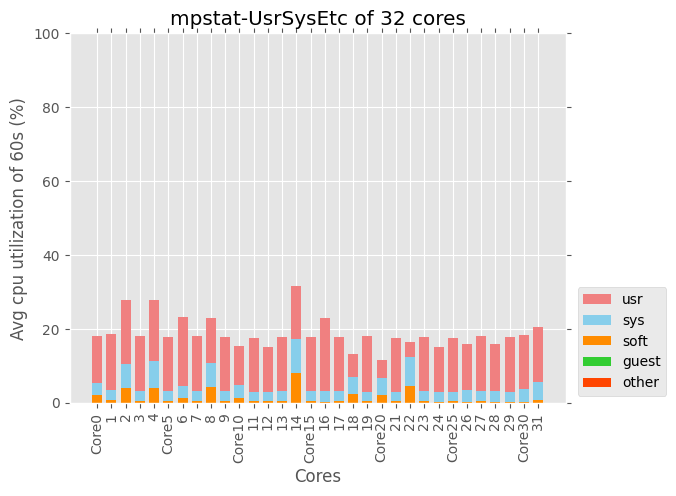 mpstat-UsrSysEtc of 32 cores
Avg cpu utilization of 60s (%)
100
80
60
40
20
0
Core0
1
2
3
4
Core5
6
7
8
9
Core10
11
12
13
14
Core15
16
17
18
19
Core20
21
22
23
24
Core25
26
27
28
29
Core30
31
Cores
usr
sys
soft
guest
other